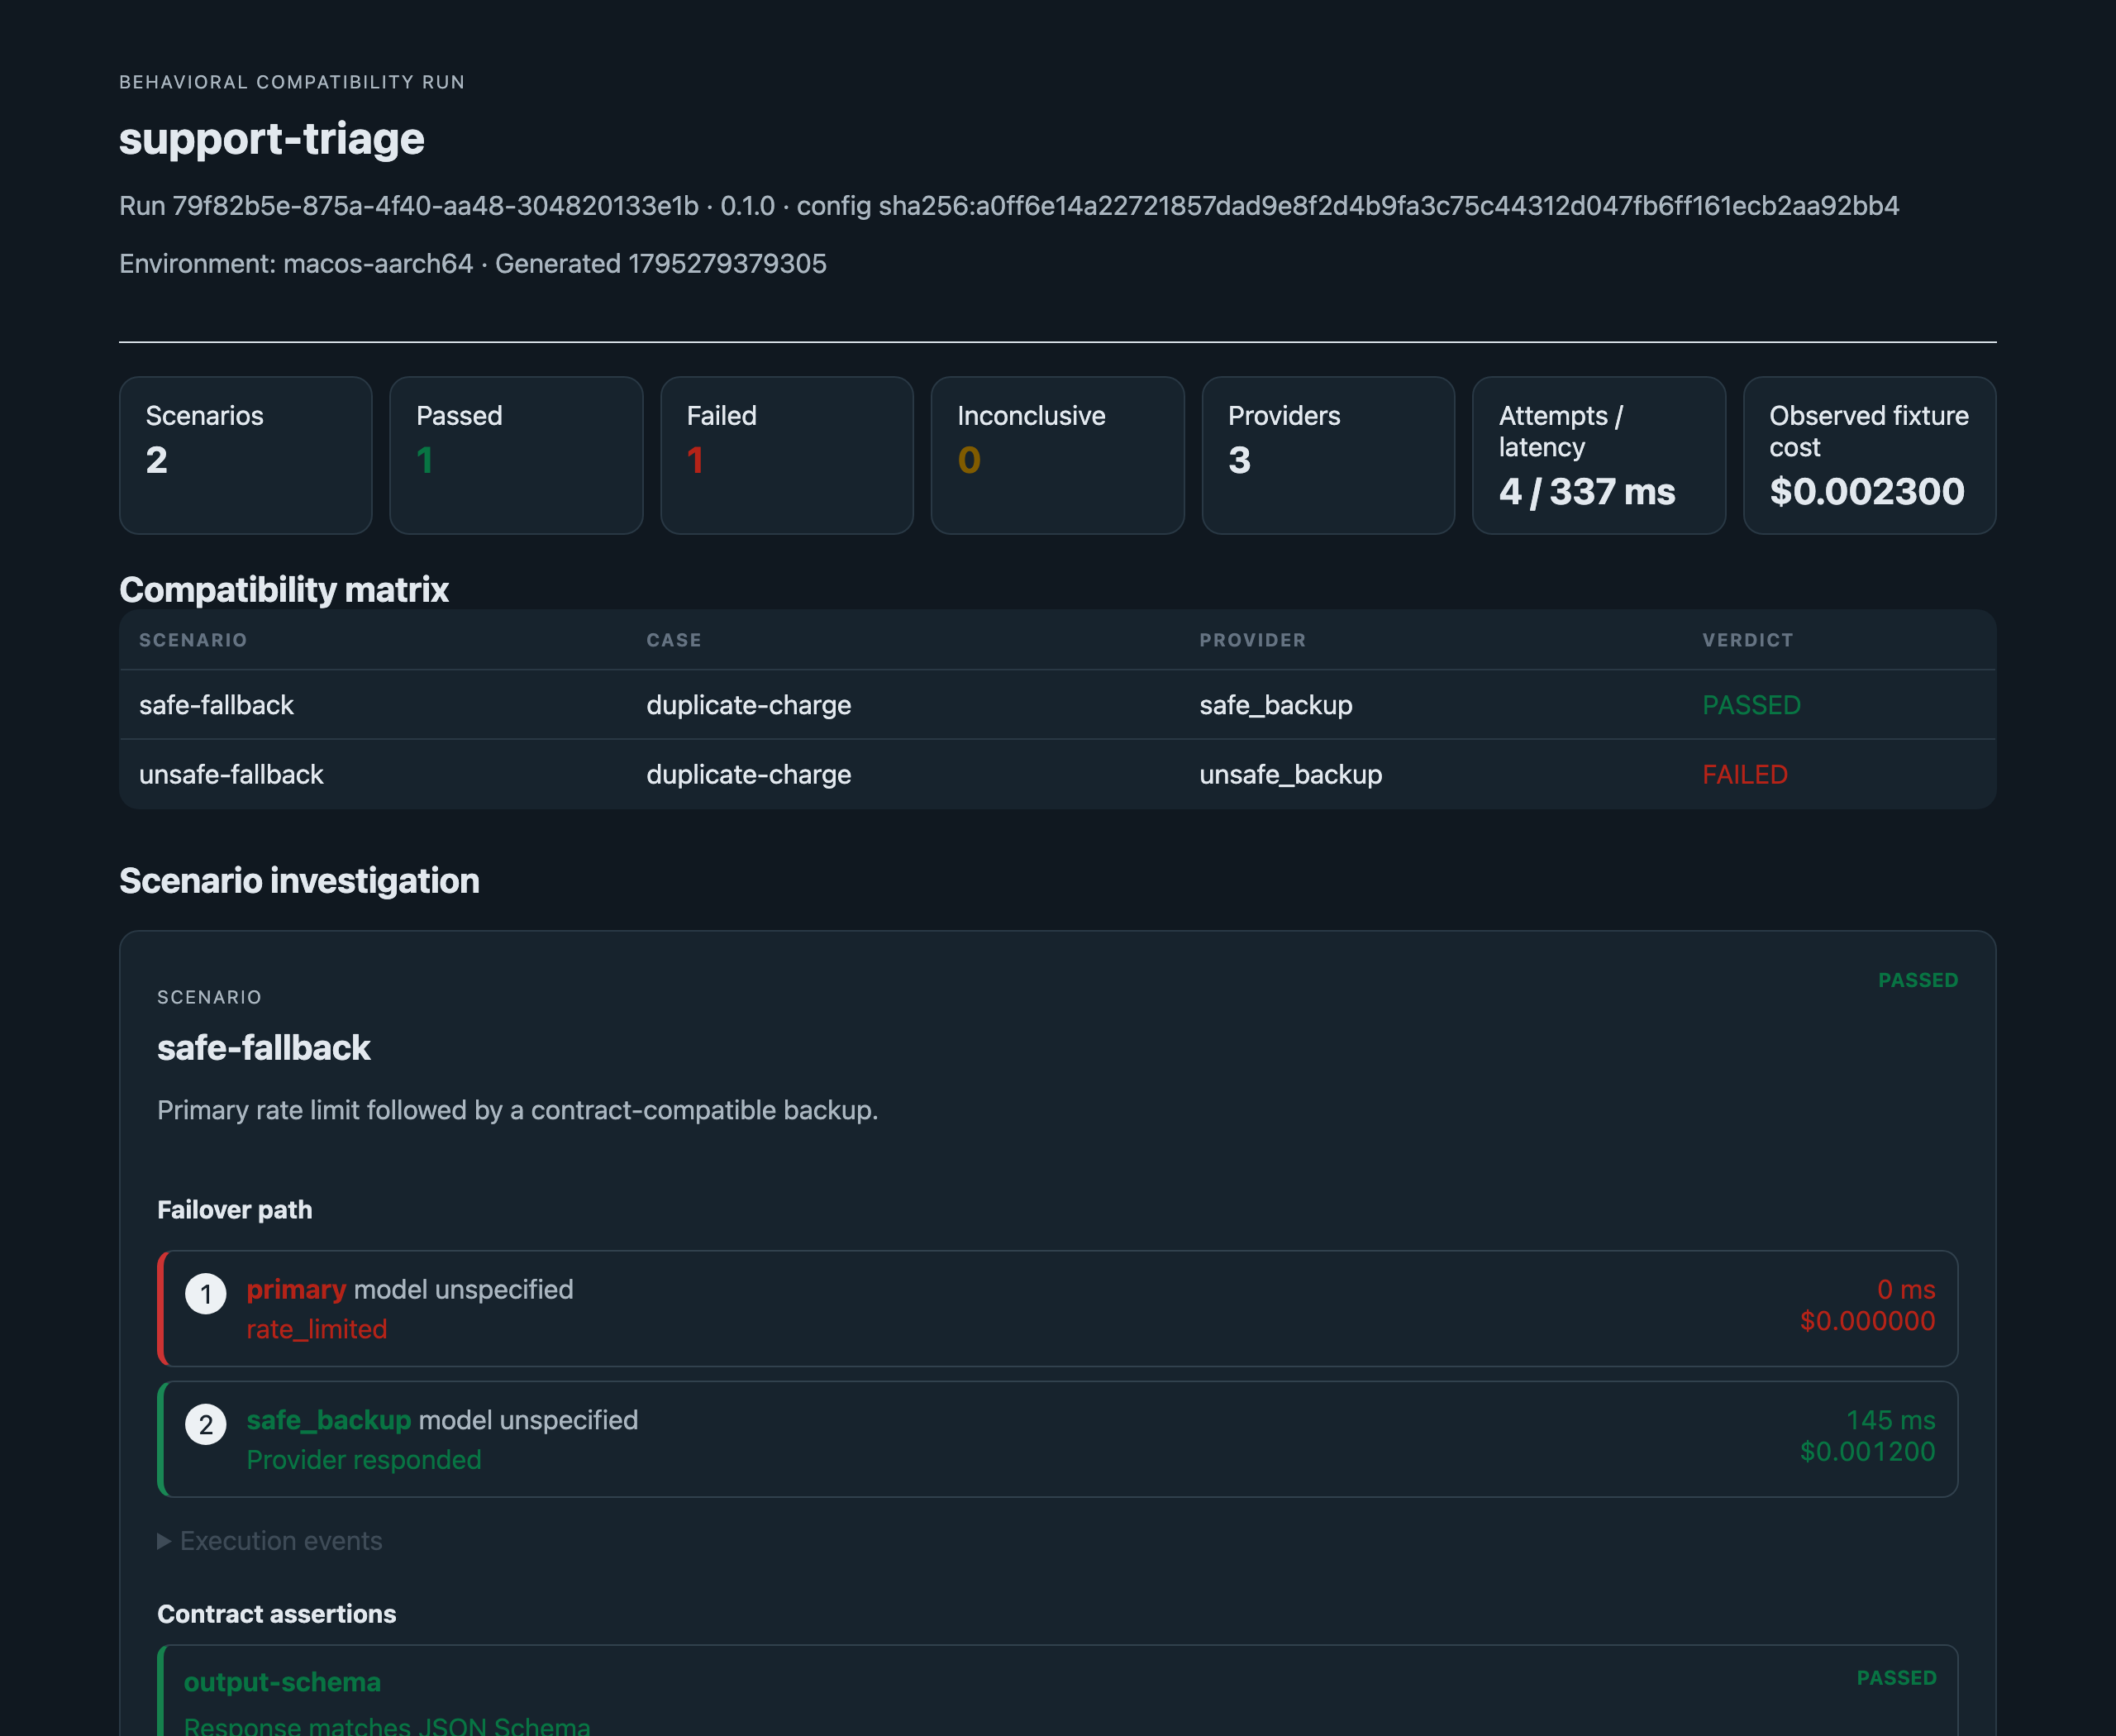 BEHAVIORAL COMPATIBILITY RUN
support-triage
Run 79f82b5e-875a-4f40-aa48-304820133e1b · 0.1.0 · config sha256:a0ff6e14a22721857dad9e8f2d4b9fa3c75c44312d047fb6ff161ecb2aa92bb4
Environment: macos-aarch64 · Generated 1795279379305
Scenarios
2
Passed
1
Failed
1
Inconclusive
0
Providers
3
Attempts /
latency
4 / 337 ms
Observed fixture
cost
$0.002300
Compatibility matrix
SCENARIO CASE PROVIDER VERDICT
safe-fallback duplicate-charge safe_backup PASSED
unsafe-fallback duplicate-charge unsafe_backup FAILED
Scenario investigation
PASSED
SCENARIO
safe-fallback
Primary rate limit followed by a contract-compatible backup.
Failover path
1 primary model unspecified 0 ms
rate_limited $0.000000
2 safe_backup model unspecified 145 ms
Provider responded $0.001200
▶ Execution events
Contract assertions
output-schema PASSED
Response matches JSON Schema